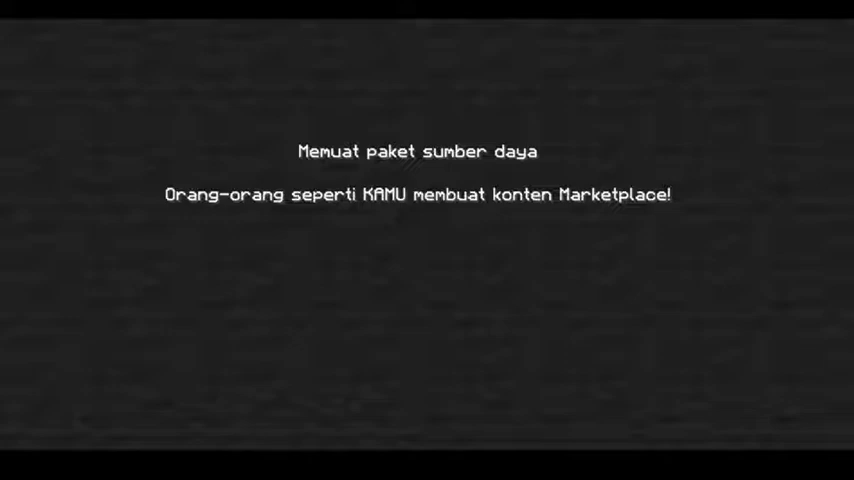 Memuat paket sumber daya
Orang-orang seperti KAMU membuat konten Marketplace!